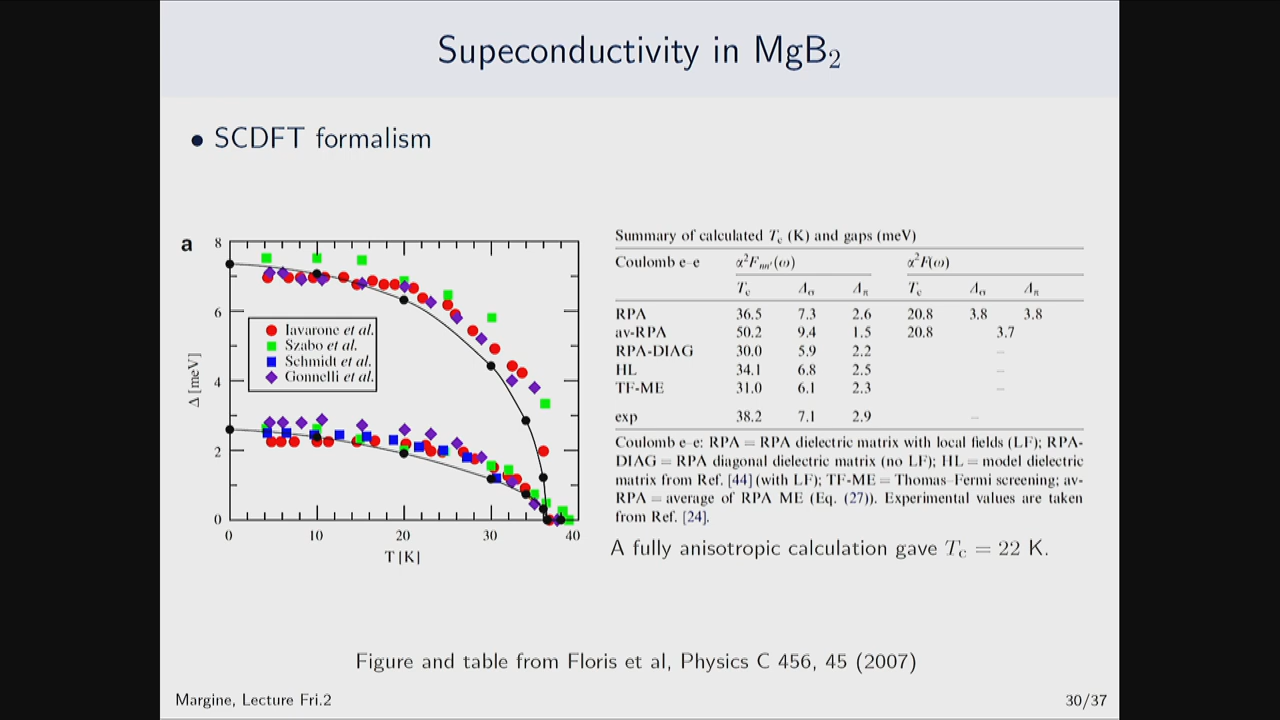 Supeconductivity in MgB₂
• SCDFT formalism
a
8
6
4
2
0
Δ [meV]
Iavarone et al.
Szabo et al.
Schmidt et al.
Gonnelli et al.
0 10 20 30 40
T [K]
Summary of calculated Tc (K) and gaps (meV)
Coulomb e–e α²Fnn′(ω) α²F(ω)
Tc Δσ Δπ Tc Δσ Δπ
RPA 36.5 7.3 2.6 20.8 3.8 3.8
av-RPA 50.2 9.4 1.5 20.8 3.7
RPA-DIAG 30.0 5.9 2.2 –
HL 34.1 6.8 2.5 –
TF-ME 31.0 6.1 2.3 –
exp 38.2 7.1 2.9 –
Coulomb e–e: RPA = RPA dielectric matrix with local fields (LF); RPA-
DIAG = RPA diagonal dielectric matrix (no LF); HL = model dielectric
matrix from Ref. [44] (with LF); TF-ME = Thomas–Fermi screening; av-
RPA = average of RPA ME (Eq. (27)). Experimental values are taken
from Ref. [24].
A fully anisotropic calculation gave Tc = 22 K.
Figure and table from Floris et al, Physics C 456, 45 (2007)
Margine, Lecture Fri.2
30/37